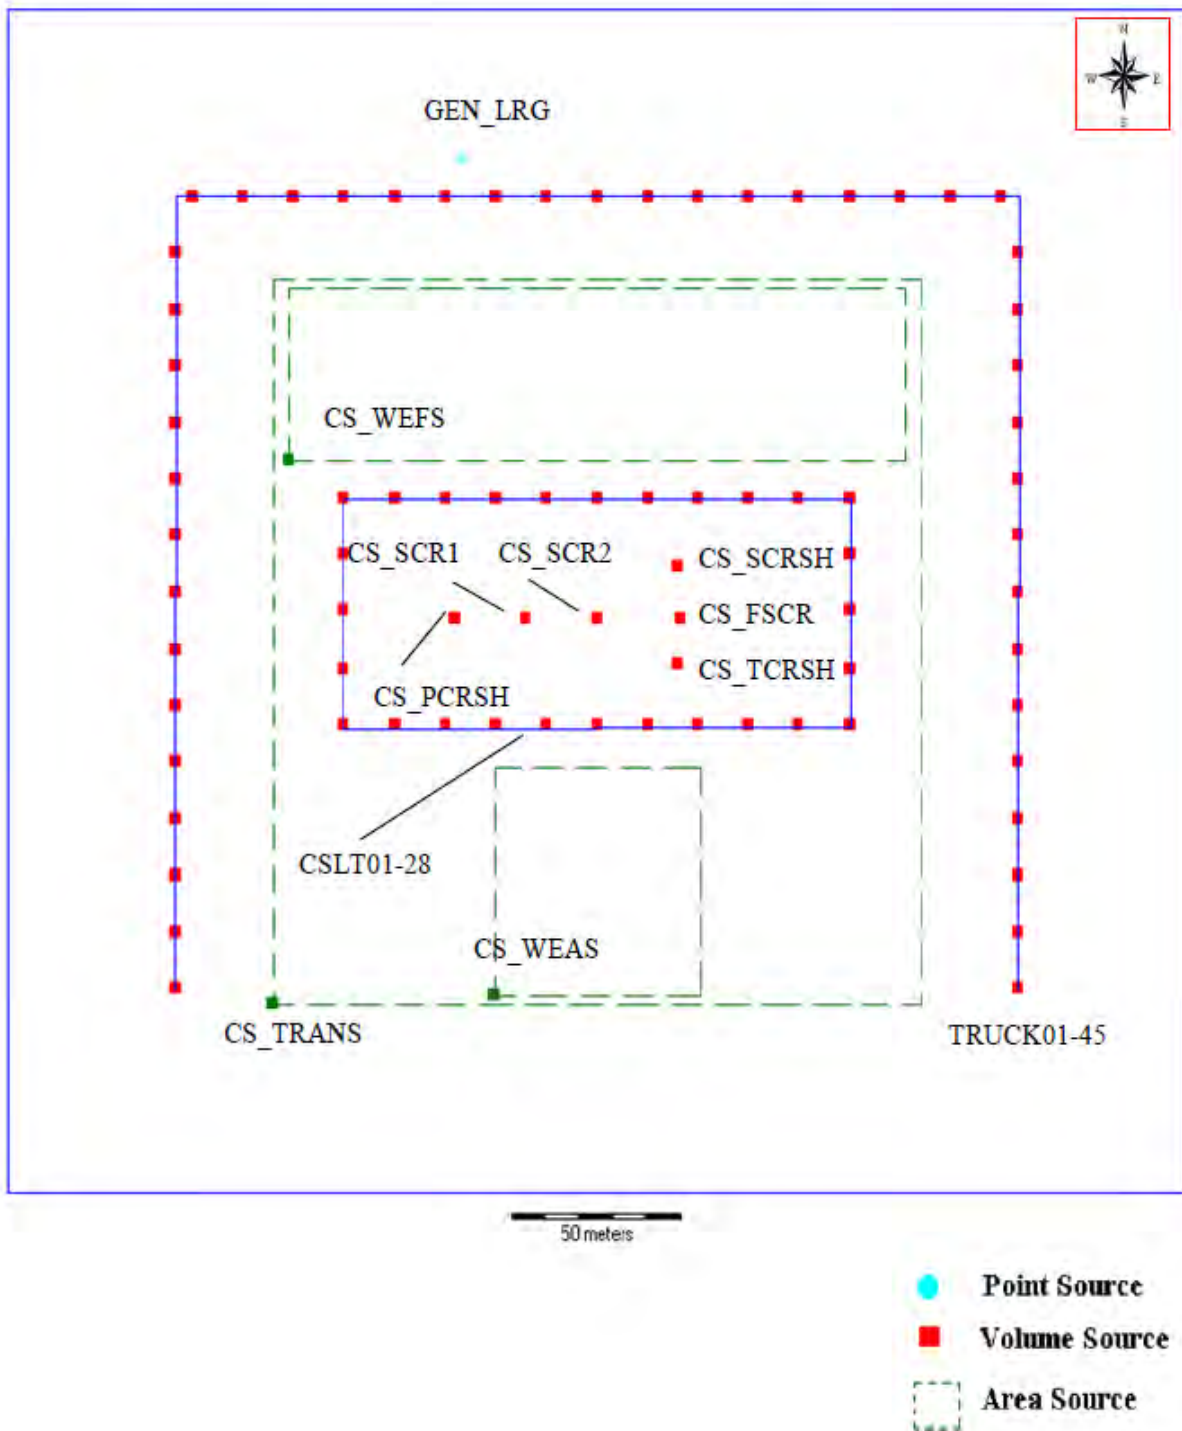 N
W E
S
GEN_LRG
CS_WEFS
CS_SCR1 CS_SCR2 CS_SCRSH
CS_FSCR
CS_TCRSH
CS_PCRSH
CSLT01-28
CS_WEAS
CS_TRANS TRUCK01-45
50 meters
Point Source
Volume Source
Area Source